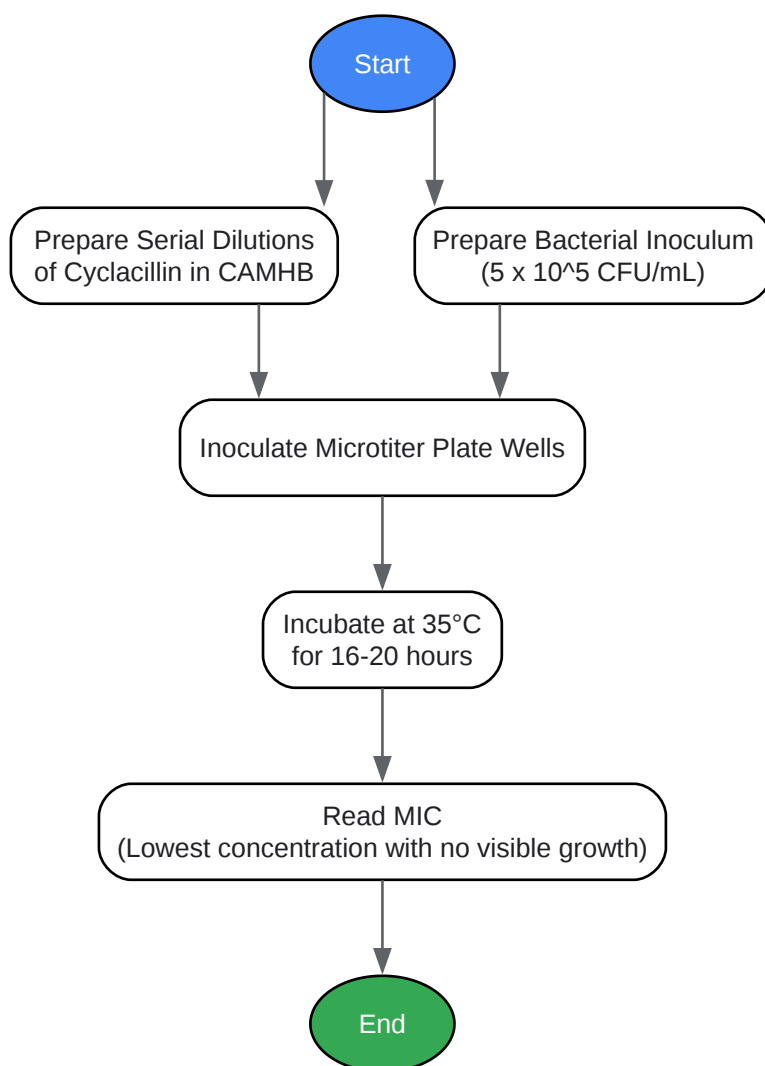 Start
Prepare Serial Dilutions
of Cyclacillin in CAMHB
Prepare Bacterial Inoculum
(5 x 10^5 CFU/mL)
Inoculate Microtiter Plate Wells
Incubate at 35°C
for 16-20 hours
Read MIC
(Lowest concentration with no visible growth)
End